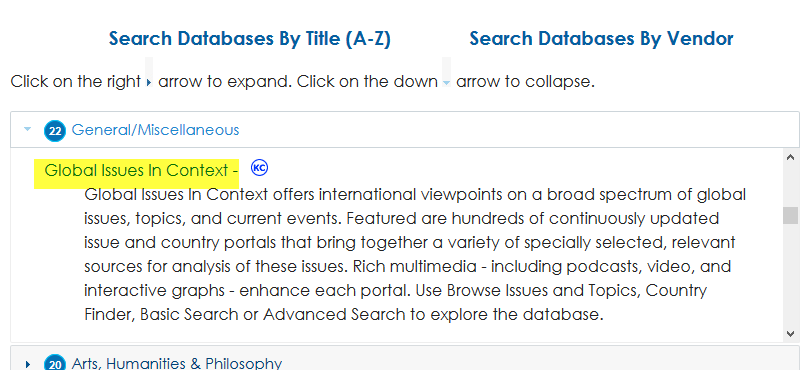 Search Databases By Title (A-Z) Search Databases By Vendor
Click on the right arrow to expand. Click on the down arrow to collapse.
22 General/Miscellaneous
Global Issues In Context - KC
Global Issues In Context offers international viewpoints on a broad spectrum of global
issues, topics, and current events. Featured are hundreds of continuously updated
issue and country portals that bring together a variety of specially selected, relevant
sources for analysis of these issues. Rich multimedia - including podcasts, video, and
interactive graphs - enhance each portal. Use Browse Issues and Topics, Country
Finder, Basic Search or Advanced Search to explore the database.
20 Arts, Humanities & Philosophy